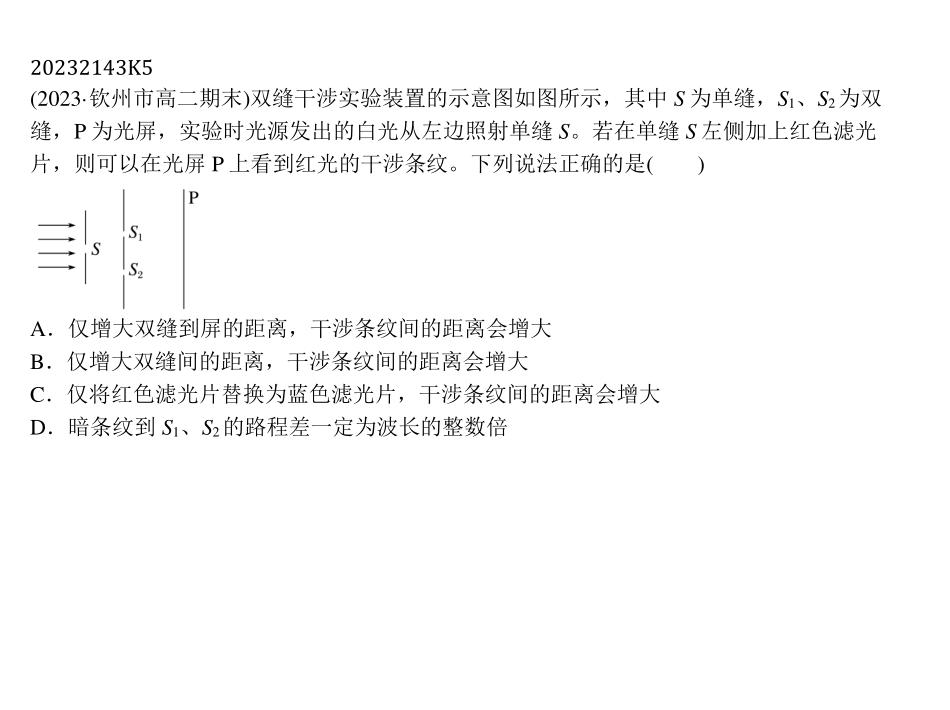 20232143K5
(2023·钦州市高二期末)双缝干涉实验装置的示意图如图所示，其中 S 为单缝，S₁、S₂为双
缝，P 为光屏，实验时光源发出的白光从左边照射单缝 S。若在单缝 S 左侧加上红色滤光
片，则可以在光屏 P 上看到红光的干涉条纹。下列说法正确的是(　　)
P
S₁
S
S₂
A．仅增大双缝到屏的距离，干涉条纹间的距离会增大
B．仅增大双缝间的距离，干涉条纹间的距离会增大
C．仅将红色滤光片替换为蓝色滤光片，干涉条纹间的距离会增大
D．暗条纹到 S₁、S₂的路程差一定为波长的整数倍